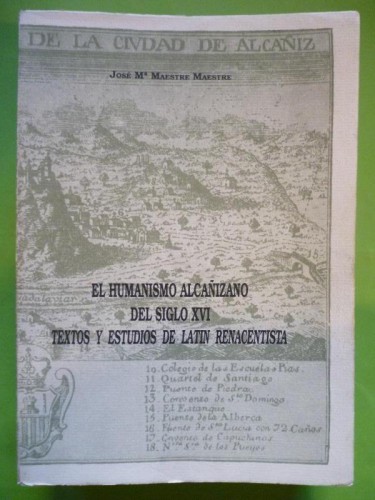 DE LA CIVDAD DE ALCAÑIZ
JOSÉ Mª MAESTRE MAESTRE
EL HUMANISMO ALCAÑIZANO
DEL SIGLO XVI
TEXTOS Y ESTUDIOS DE LATIN RENACENTISTA
10. Colegio de las Escuelas Pias.
11 Quartel de Santiago
12 Puente de Piedra
13. Convento de Sto Domingo.
14 El Estanque
15. Puente de la Alberca
16. Fuente de Sta Lucia con 72 Caños
17. Convento de Capuchinos
18. N. S. de los Pueyos